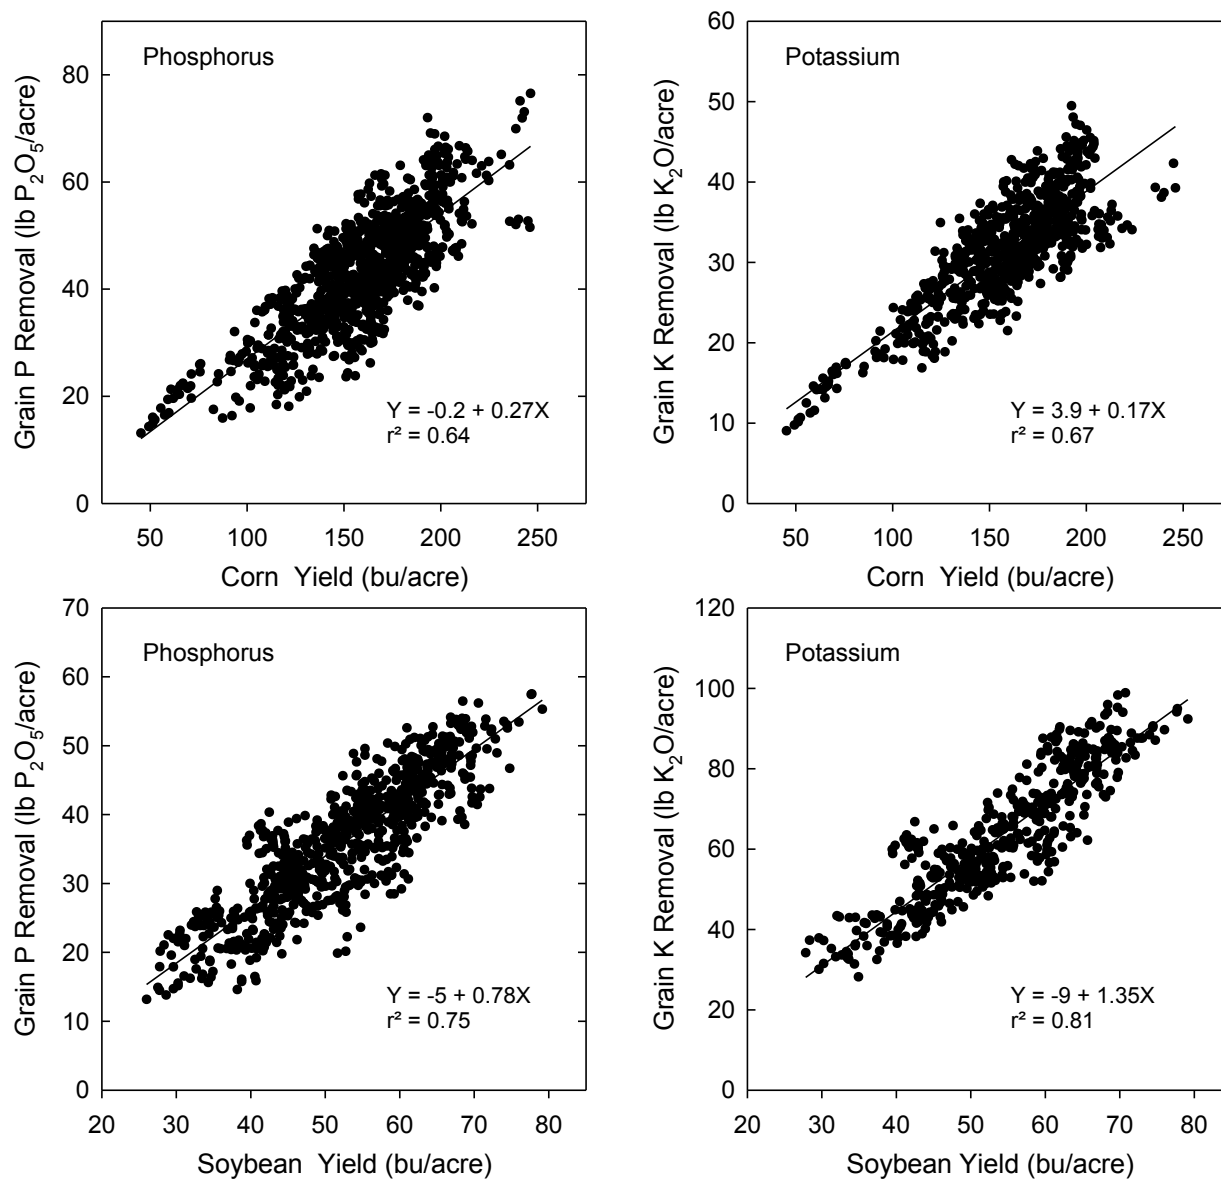 Phosphorus
Grain P Removal (lb P₂O₅/acre)
80
60
40
20
0
Y = -0.2 + 0.27X
r² = 0.64
50 100 150 200 250
Corn Yield (bu/acre)
Potassium
Grain K Removal (lb K₂O/acre)
60
50
40
30
20
10
0
Y = 3.9 + 0.17X
r² = 0.67
50 100 150 200 250
Corn Yield (bu/acre)
Phosphorus
Grain P Removal (lb P₂O₅/acre)
70
60
50
40
30
20
10
0
Y = -5 + 0.78X
r² = 0.75
20 30 40 50 60 70 80
Soybean Yield (bu/acre)
Potassium
Grain K Removal (lb K₂O/acre)
120
100
80
60
40
20
0
Y = -9 + 1.35X
r² = 0.81
20 30 40 50 60 70 80
Soybean Yield (bu/acre)